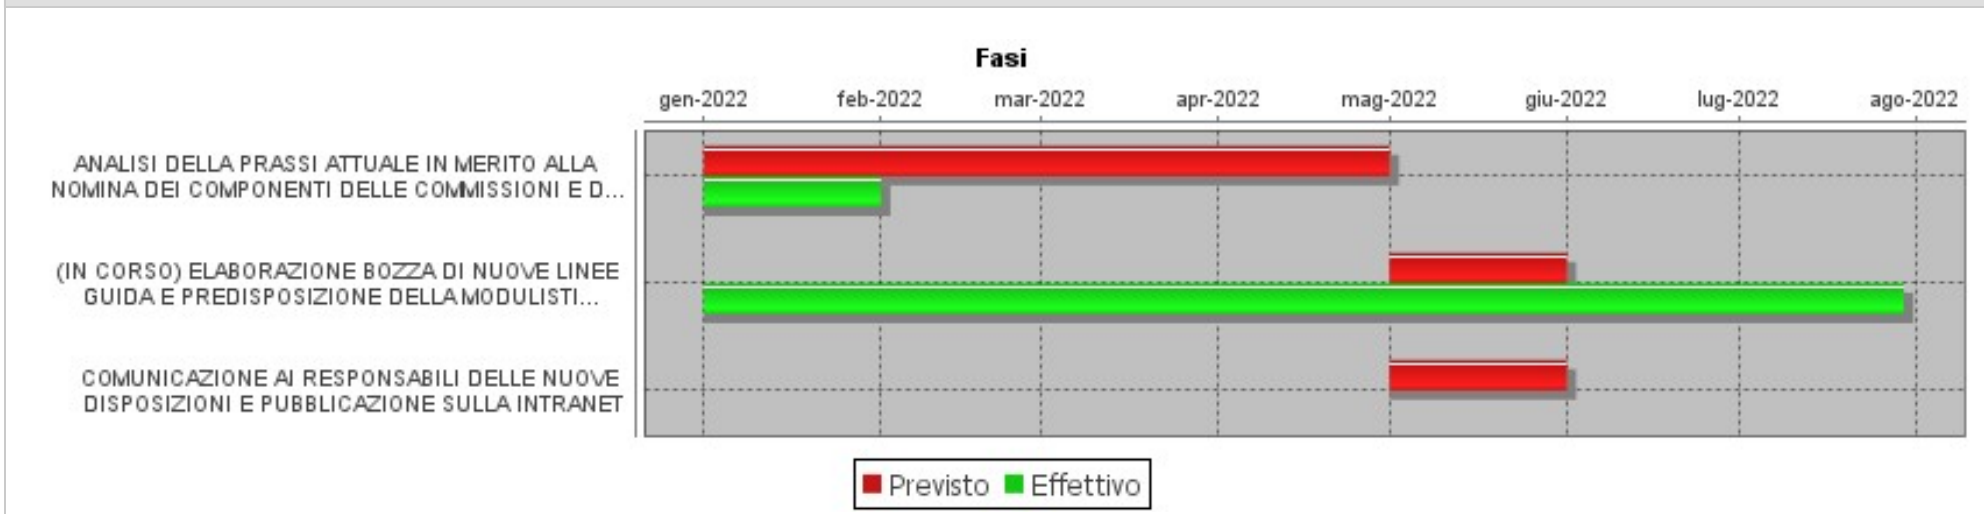 Fasi
gen-2022 feb-2022 mar-2022 apr-2022 mag-2022 giu-2022 lug-2022 ago-2022
ANALISI DELLA PRASSI ATTUALE IN MERITO ALLA
NOMINA DEI COMPONENTI DELLE COMMISSIONI E D...
(IN CORSO) ELABORAZIONE BOZZA DI NUOVE LINEE
GUIDA E PREDISPOSIZIONE DELLA MODULISTI...
COMUNICAZIONE AI RESPONSABILI DELLE NUOVE
DISPOSIZIONI E PUBBLICAZIONE SULLA INTRANET
Previsto Effettivo